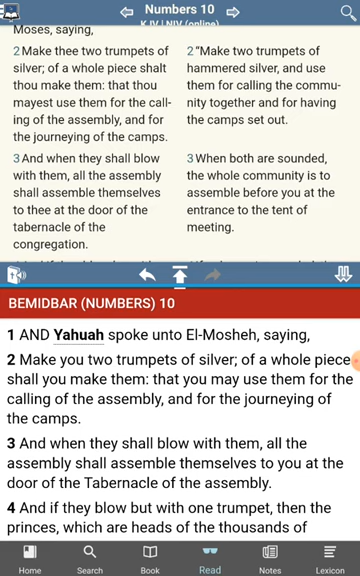 Numbers 10
KJV | NIV (online)
Moses, saying,
2 Make thee two trumpets of
silver; of a whole piece shalt
thou make them: that thou
mayest use them for the call-
ing of the assembly, and for
the journeying of the camps.
3 And when they shall blow
with them, all the assembly
shall assemble themselves
to thee at the door of the
tabernacle of the
congregation.
2 “Make two trumpets of
hammered silver, and use
them for calling the commu-
nity together and for having
the camps set out.
3 When both are sounded,
the whole community is to
assemble before you at the
entrance to the tent of
meeting.
BEMIDBAR (NUMBERS) 10
1 AND Yahuah spoke unto El-Mosheh, saying,
2 Make you two trumpets of silver; of a whole piece
shall you make them: that you may use them for the
calling of the assembly, and for the journeying of
the camps.
3 And when they shall blow with them, all the
assembly shall assemble themselves to you at the
door of the Tabernacle of the assembly.
4 And if they blow but with one trumpet, then the
princes, which are heads of the thousands of
Home
Search
Book
Read
Notes
Lexicon